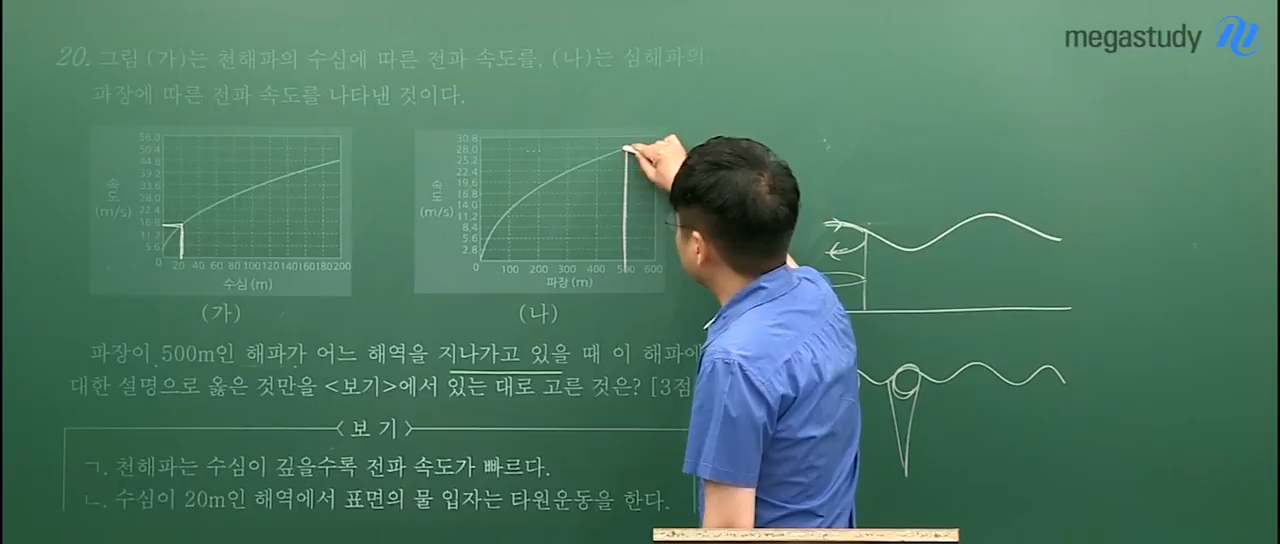 megastudy
20. 그림 (가)는 천해파의 수심에 따른 전파 속도를, (나)는 심해파의
파장에 따른 전파 속도를 나타낸 것이다.
56.0
50.4
44.8
39.2
33.6
28.0
22.4
16.8
11.2
5.6
속도
(m/s)
0 20 40 60 80 100 120 140 160 180 200
수심 (m)
(가)
30.8
28.0
25.2
22.4
19.6
16.8
14.0
11.2
8.4
5.6
2.8
속도
(m/s)
0 100 200 300 400 500 600
파장 (m)
(나)
파장이 500m인 해파가 어느 해역을 지나가고 있을 때 이 해파에
대한 설명으로 옳은 것만을 <보기>에서 있는 대로 고른 것은? [3점
<보 기>
ㄱ. 천해파는 수심이 깊을수록 전파 속도가 빠르다.
ㄴ. 수심이 20m인 해역에서 표면의 물 입자는 타원운동을 한다.